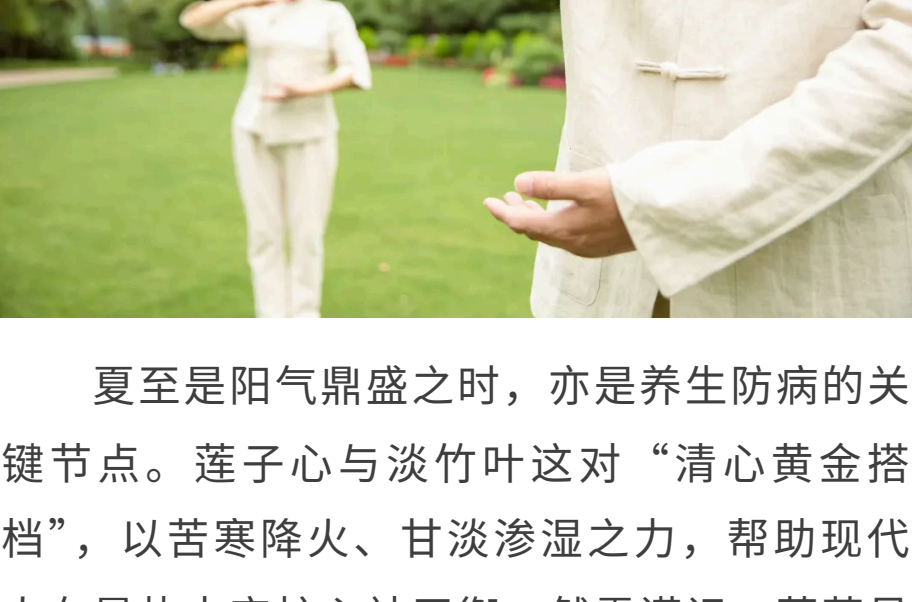 夏至是阳气鼎盛之时，亦是养生防病的关
键节点。莲子心与淡竹叶这对“清心黄金搭
档”，以苦寒降火、甘淡渗湿之力，帮助现代